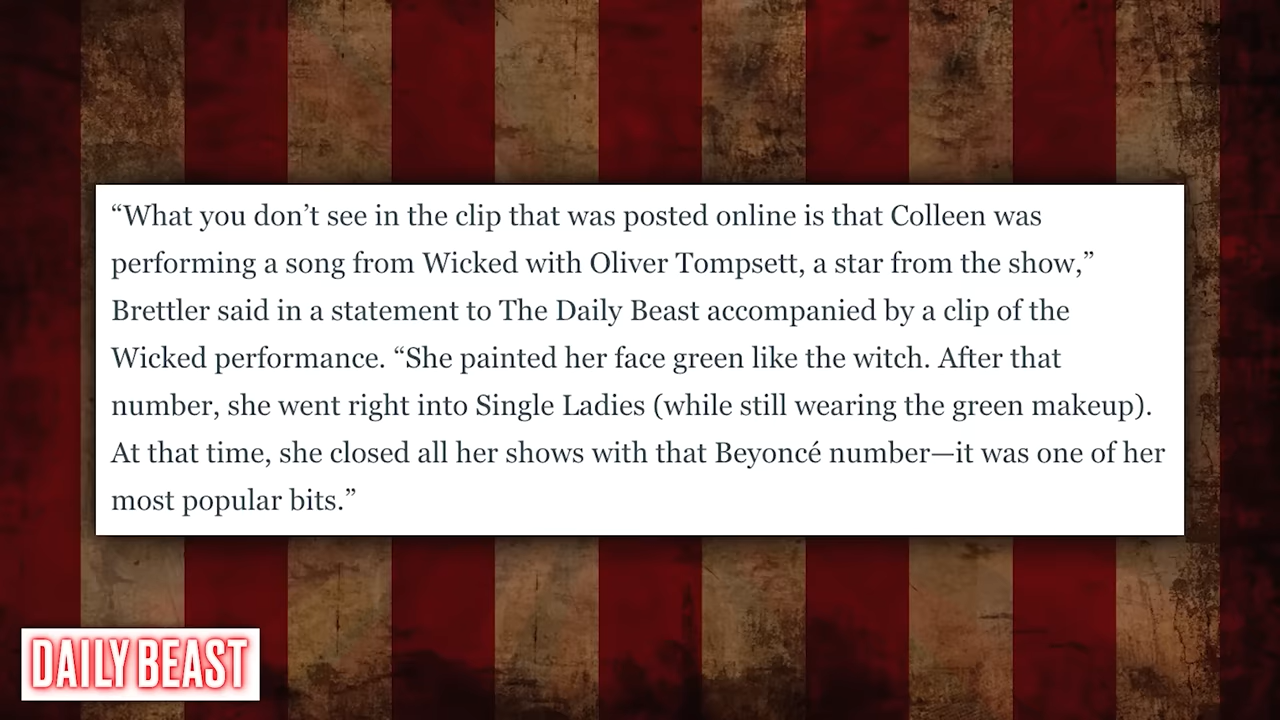 “What you don’t see in the clip that was posted online is that Colleen was
performing a song from Wicked with Oliver Tompsett, a star from the show,”
Brettler said in a statement to The Daily Beast accompanied by a clip of the
Wicked performance. “She painted her face green like the witch. After that
number, she went right into Single Ladies (while still wearing the green makeup).
At that time, she closed all her shows with that Beyoncé number—it was one of her
most popular bits.”
DAILY BEAST